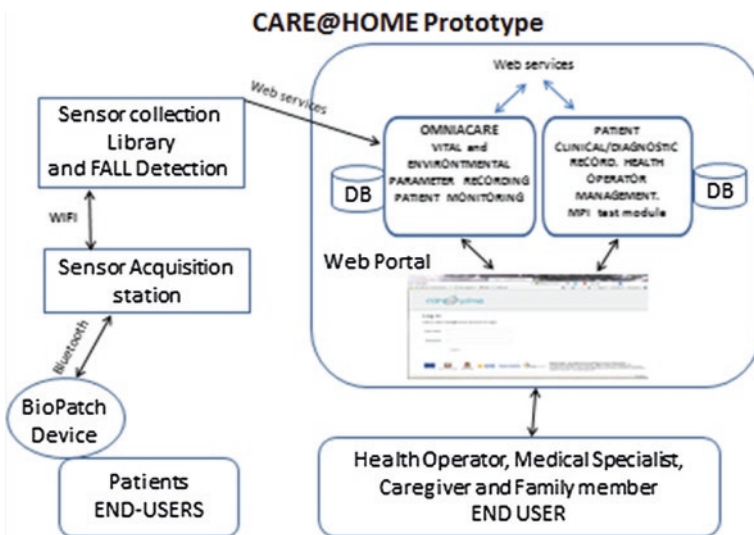 CARE@HOME Prototype
Web services
Web services
Sensor collection
Library
and FALL Detection
OMNIACARE
VITAL and
ENVIRONTMENTAL
PARAMETER RECORDING
PATIENT MONITORING
PATIENT
CLINICAL/DIAGNOSTIC
RECORD. HEALTH
OPERATOR
MANAGEMENT.
MPI test module
DB
DB
WIFI
Web Portal
Sensor Acquisition
station
Bluetooth
BioPatch
Device
Patients
END-USERS
Health Operator, Medical Specialist,
Caregiver and Family member
END USER